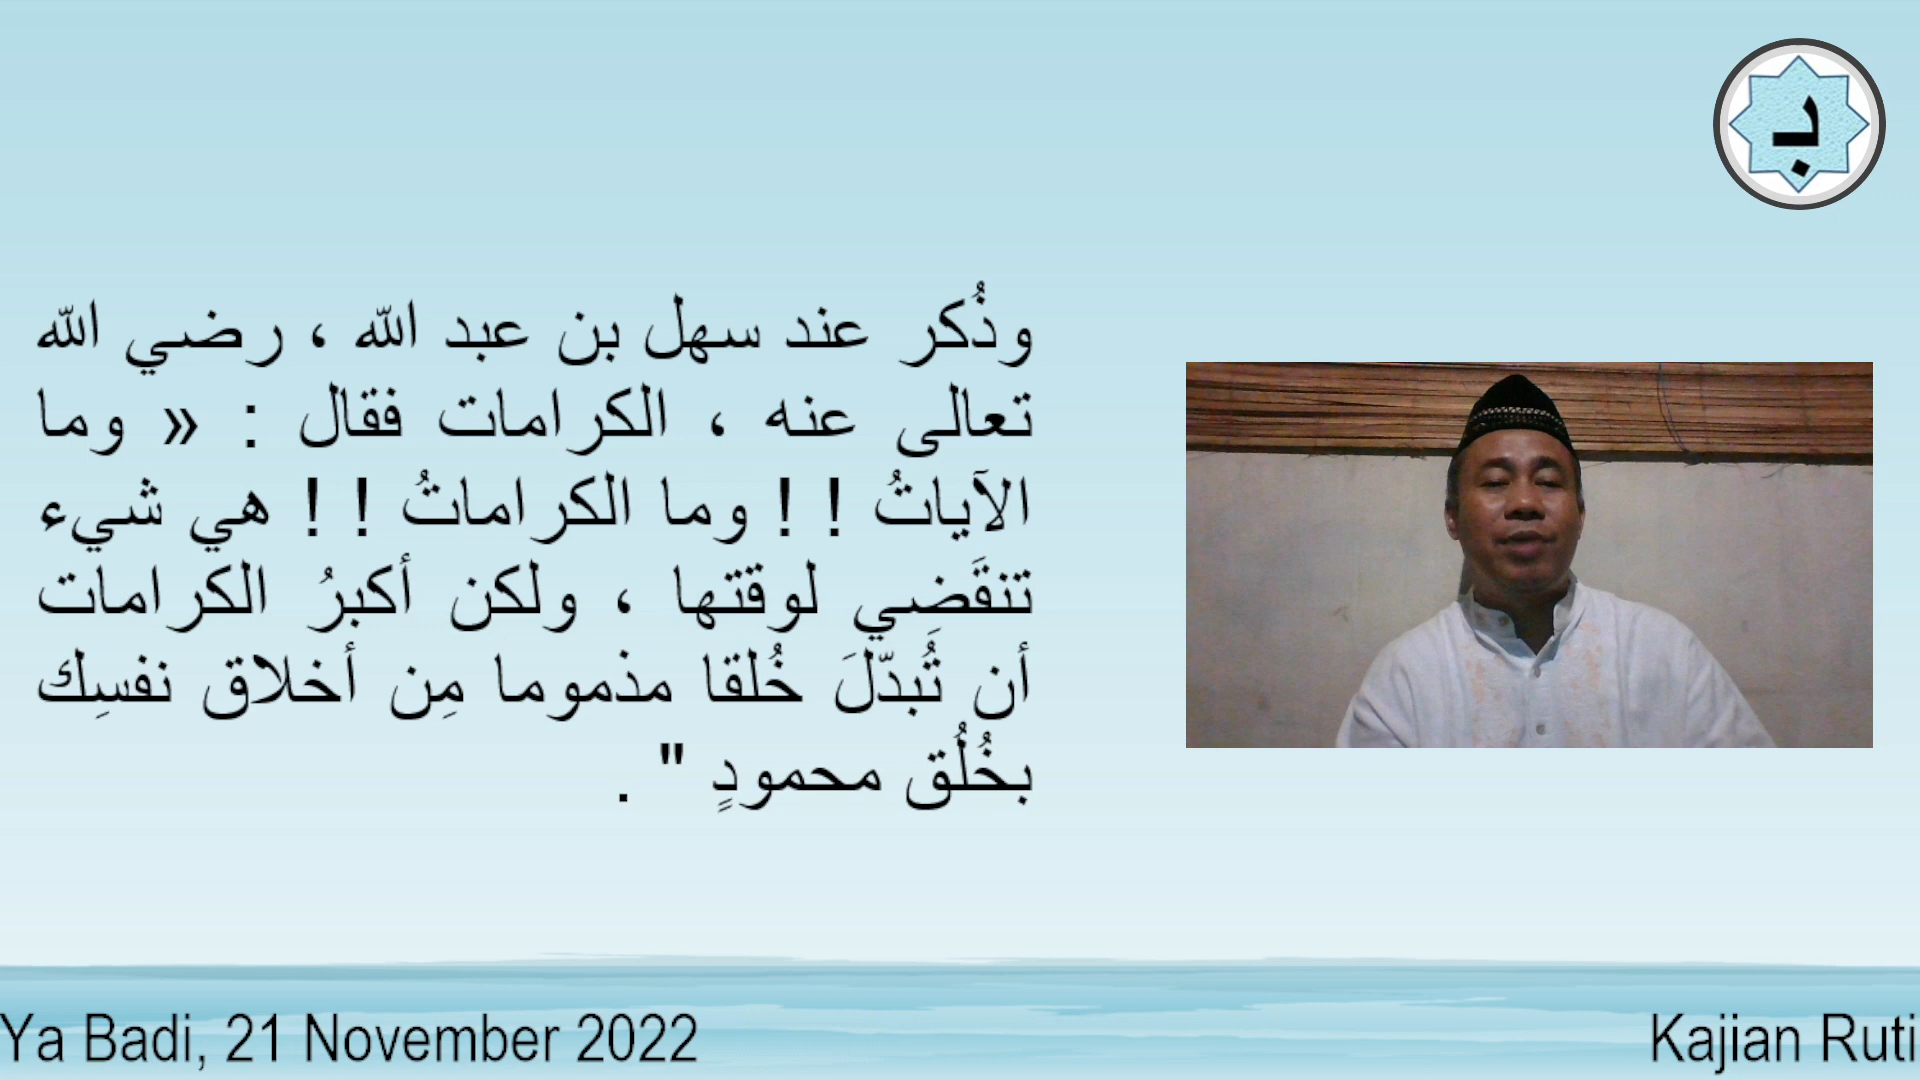 وذُكر عند سهل بن عبد الله ، رضي الله
تعالى عنه ، الكرامات فقال : « وما
الآياتُ ! ! وما الكراماتُ ! ! هي شيء
تنقَضِي لوقتها ، ولكن أكبرُ الكرامات
أن تُبدّلَ خُلقا مذموما مِن أخلاق نفسِك
بخُلُق محمودٍ " .
Ya Badi, 21 November 2022
Kajian Ruti